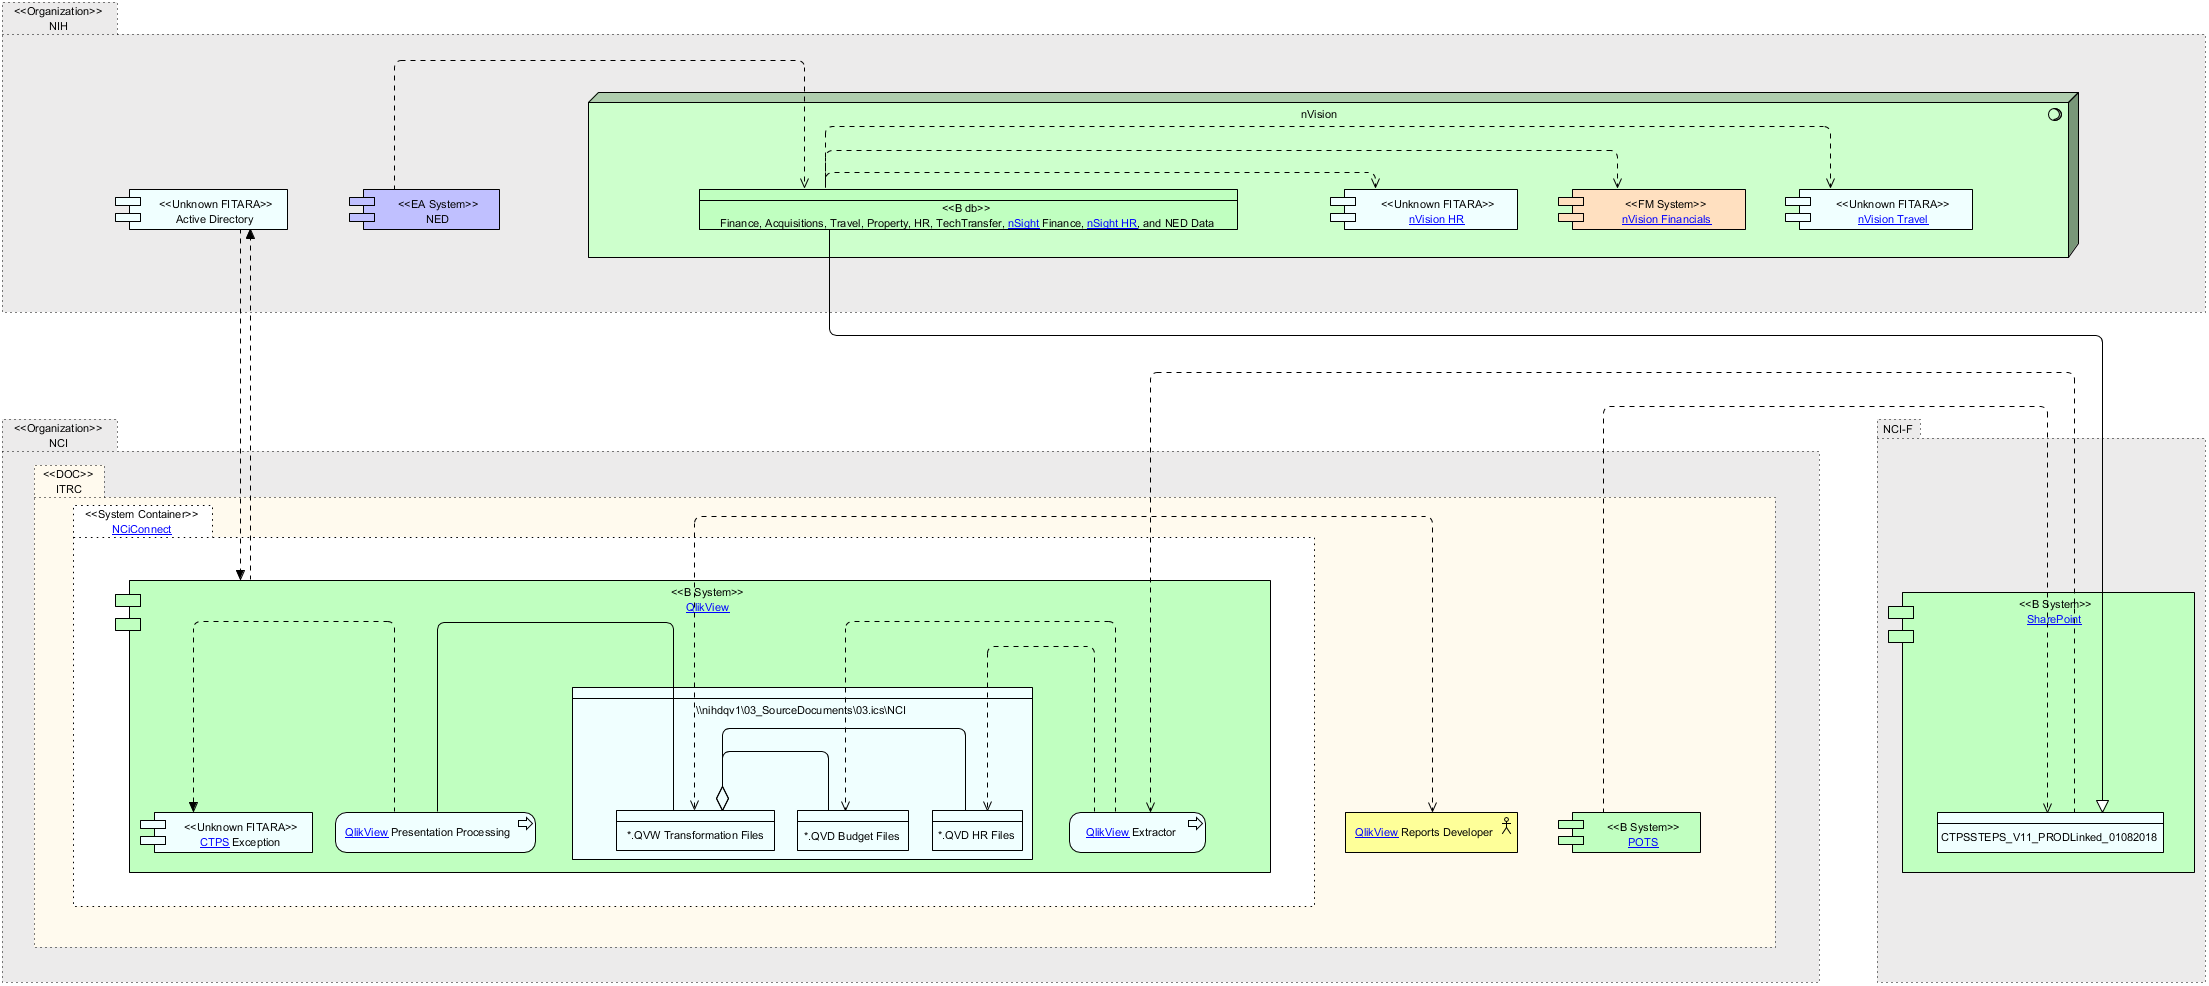 <<Organization>>
NIH
nVision
<<Unknown FITARA>>
Active Directory
<<EA System>>
NED
<<B db>>
Finance, Acquisitions, Travel, Property, HR, TechTransfer, nSight Finance, nSight HR, and NED Data
<<Unknown FITARA>>
nVision HR
<<FM System>>
nVision Financials
<<Unknown FITARA>>
nVision Travel
<<Organization>>
NCI
NCI-F
<<DOC>>
ITRC
<<System Container>>
NCiConnect
<<B System>>
QlikView
<<B System>>
SharePoint
\\nihdqv1\03_SourceDocuments\03.ics\NCI
<<Unknown FITARA>>
CTPS Exception
QlikView Presentation Processing
*.QVW Transformation Files
*.QVD Budget Files
*.QVD HR Files
QlikView Extractor
QlikView Reports Developer
<<B System>>
POTS
CTPSSTEPS_V11_PRODLinked_01082018